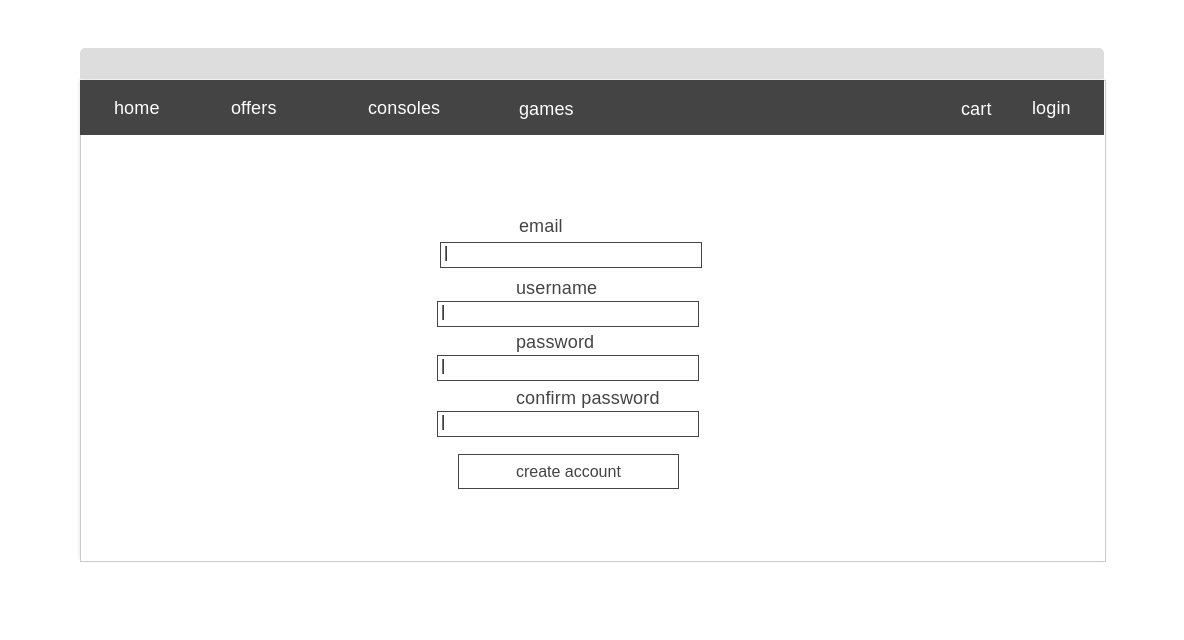 home offers consoles games cart login
email
username
password
confirm password
create account